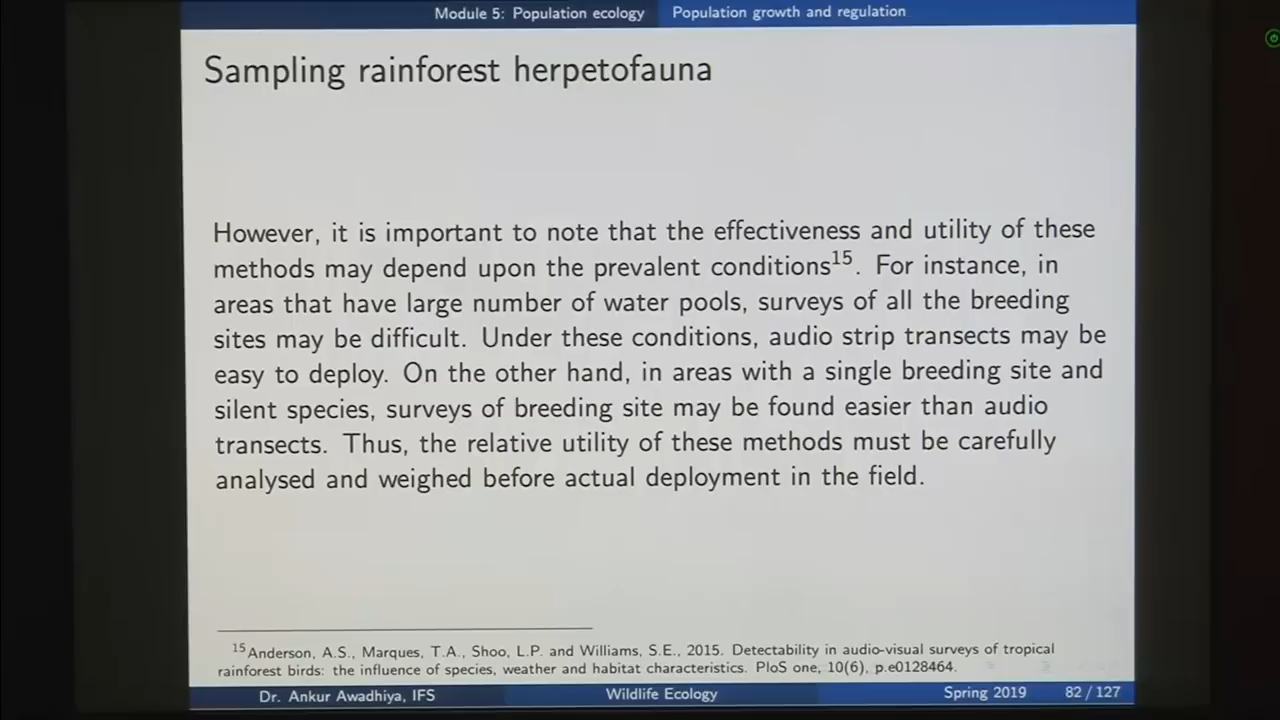 Module 5: Population ecology Population growth and regulation
Sampling rainforest herpetofauna
However, it is important to note that the effectiveness and utility of these
methods may depend upon the prevalent conditions15. For instance, in
areas that have large number of water pools, surveys of all the breeding
sites may be difficult. Under these conditions, audio strip transects may be
easy to deploy. On the other hand, in areas with a single breeding site and
silent species, surveys of breeding site may be found easier than audio
transects. Thus, the relative utility of these methods must be carefully
analysed and weighed before actual deployment in the field.
15Anderson, A.S., Marques, T.A., Shoo, L.P. and Williams, S.E., 2015. Detectability in audio-visual surveys of tropical
rainforest birds: the influence of species, weather and habitat characteristics. PloS one, 10(6), p.e0128464.
Dr. Ankur Awadhiya, IFS Wildlife Ecology Spring 2019 82 / 127